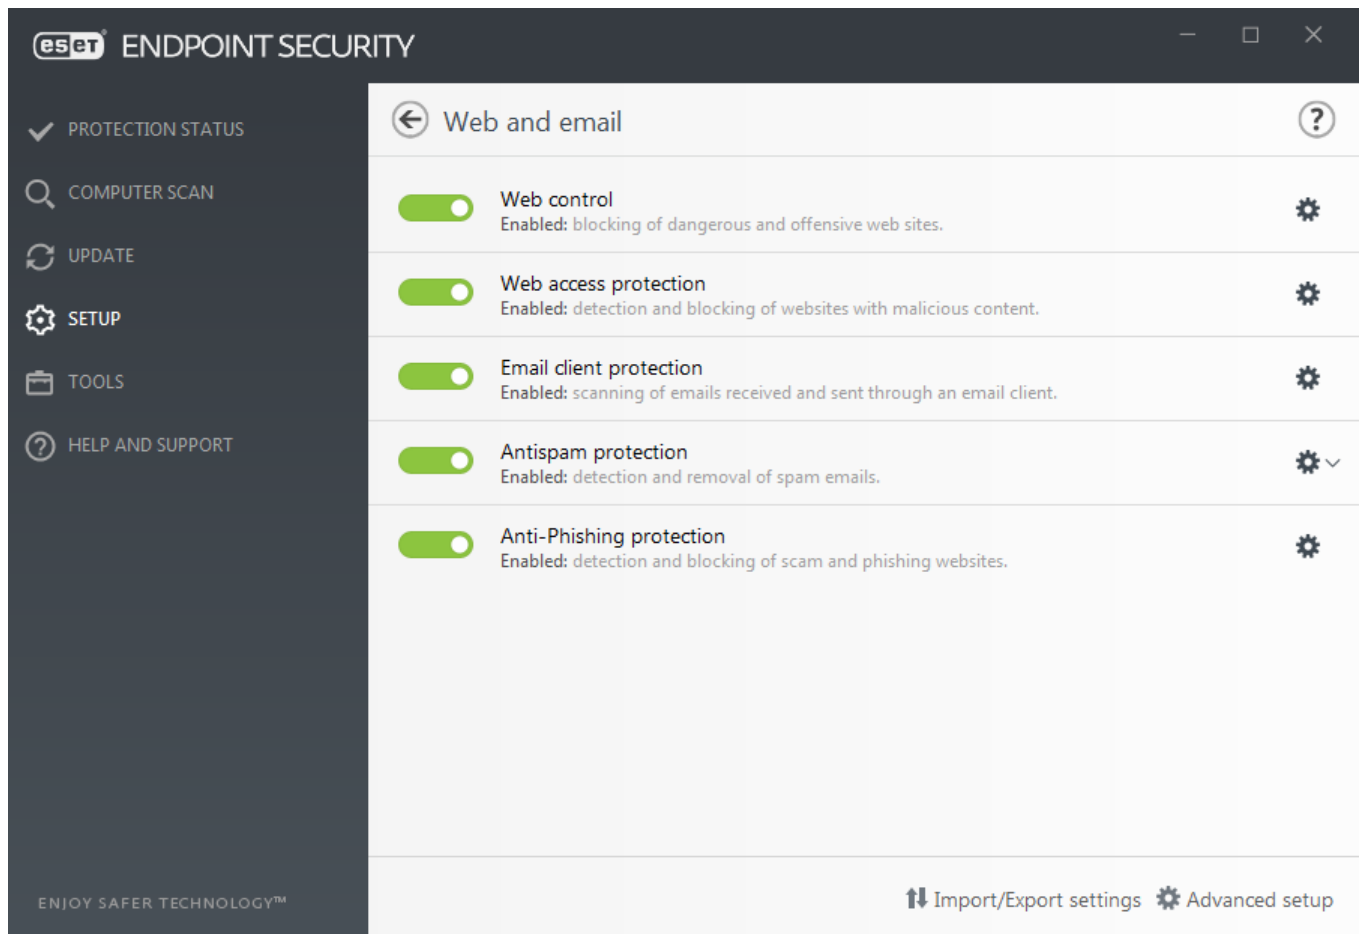 eset ENDPOINT SECURITY
PROTECTION STATUS
COMPUTER SCAN
UPDATE
SETUP
TOOLS
HELP AND SUPPORT
ENJOY SAFER TECHNOLOGY™
Web and email
?
Web control
Enabled: blocking of dangerous and offensive web sites.
Web access protection
Enabled: detection and blocking of websites with malicious content.
Email client protection
Enabled: scanning of emails received and sent through an email client.
Antispam protection
Enabled: detection and removal of spam emails.
Anti-Phishing protection
Enabled: detection and blocking of scam and phishing websites.
Import/Export settings Advanced setup